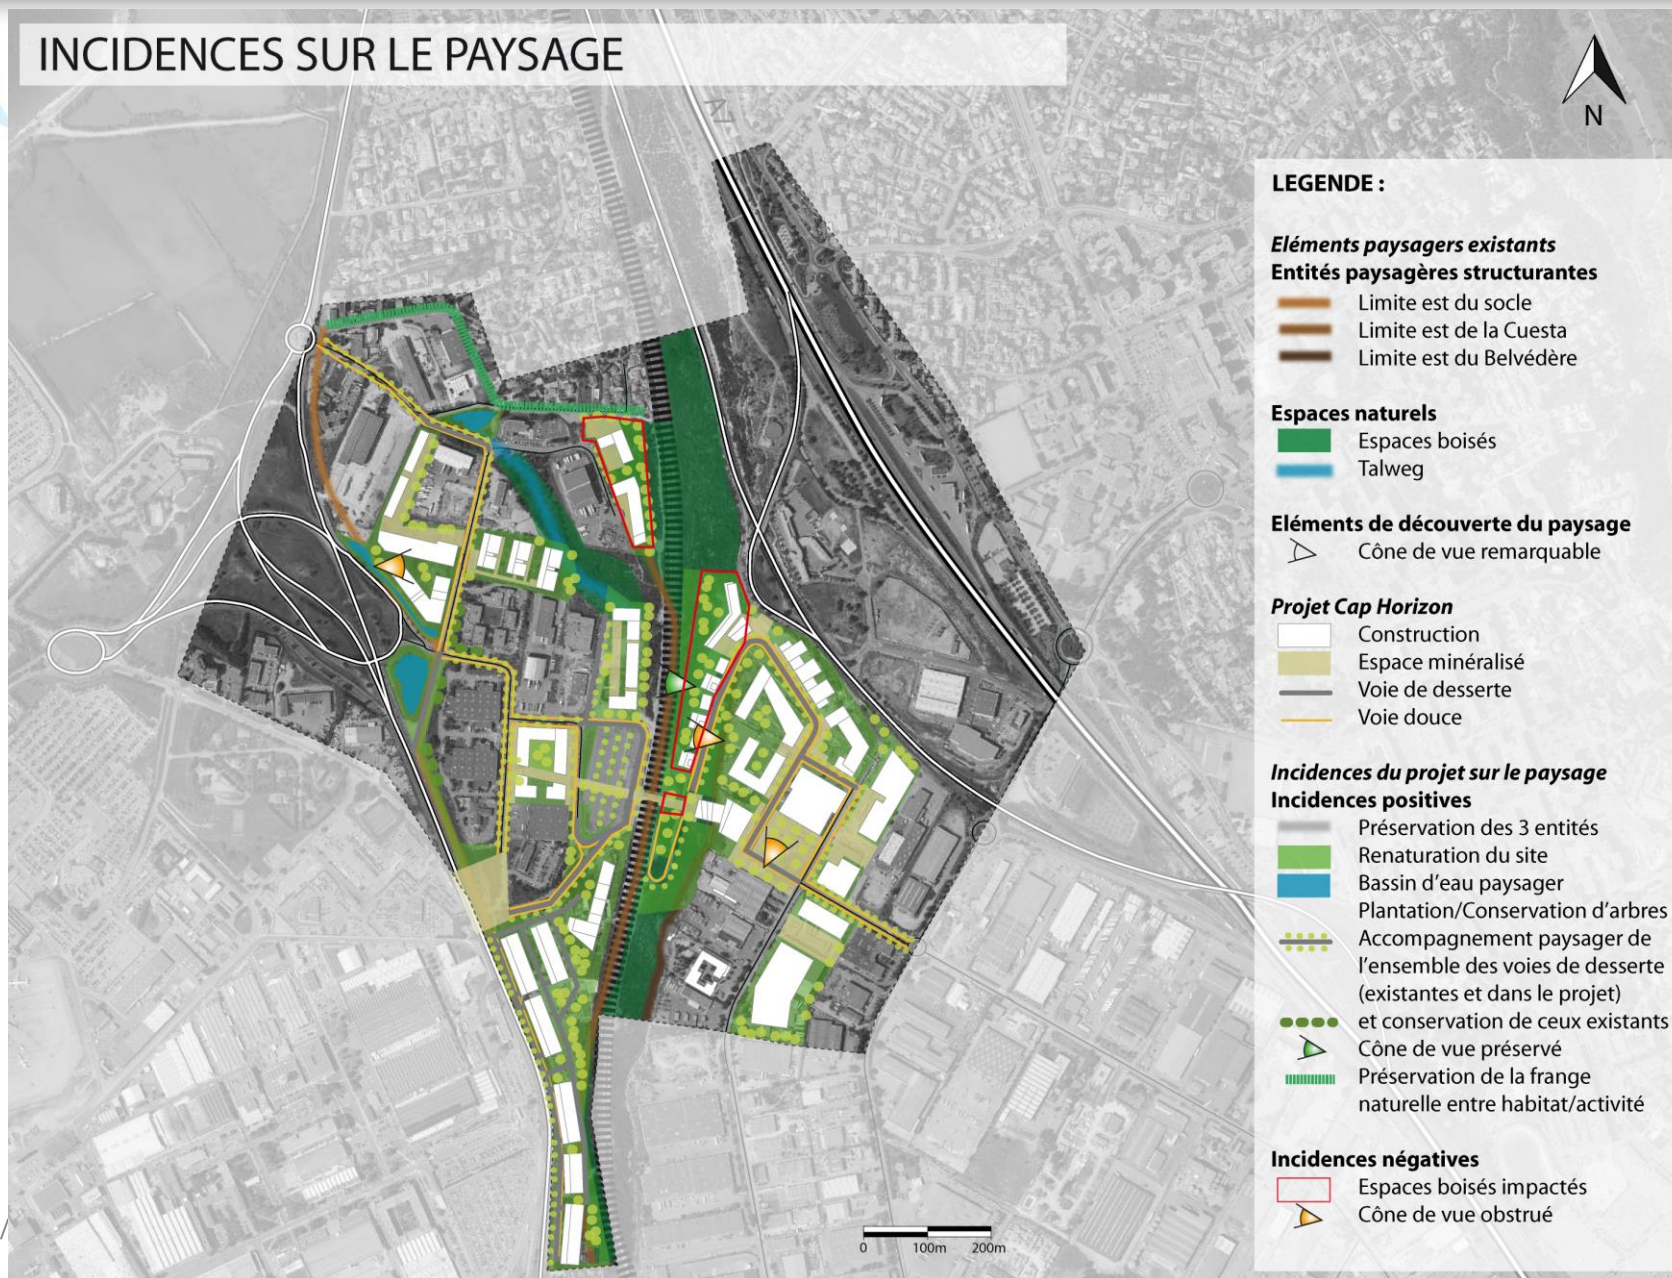 INCIDENCES SUR LE PAYSAGE
A7
N
LEGENDE :
Eléments paysagers existants
Entités paysagères structurantes
Limite est du socle
Limite est de la Cuesta
Limite est du Belvédère
Espaces naturels
Espaces boisés
Talweg
Eléments de découverte du paysage
Cône de vue remarquable
Projet Cap Horizon
Construction
Espace minéralisé
Voie de desserte
Voie douce
Incidences du projet sur le paysage
Incidences positives
Préservation des 3 entités
Renaturation du site
Bassin d'eau paysager
Plantation/Conservation d'arbres
Accompagnement paysager de
l'ensemble des voies de desserte
(existantes et dans le projet)
et conservation de ceux existants
Cône de vue préservé
Préservation de la frange
naturelle entre habitat/activité
Incidences négatives
Espaces boisés impactés
Cône de vue obstrué
0 100m 200m